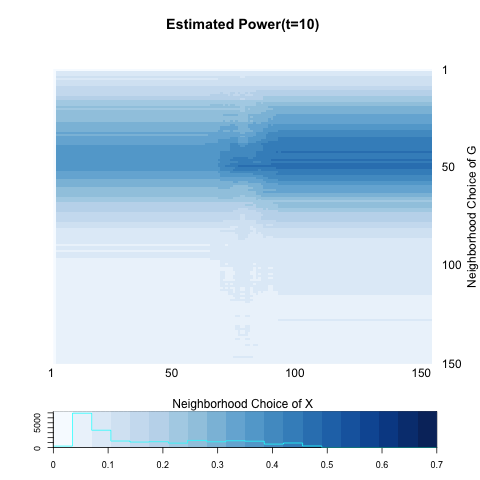 Estimated Power(t=10)
1
50
100
150
Neighborhood Choice of G
1 50 100 150
Neighborhood Choice of X
0 5000
0 0.1 0.2 0.3 0.4 0.5 0.6 0.7